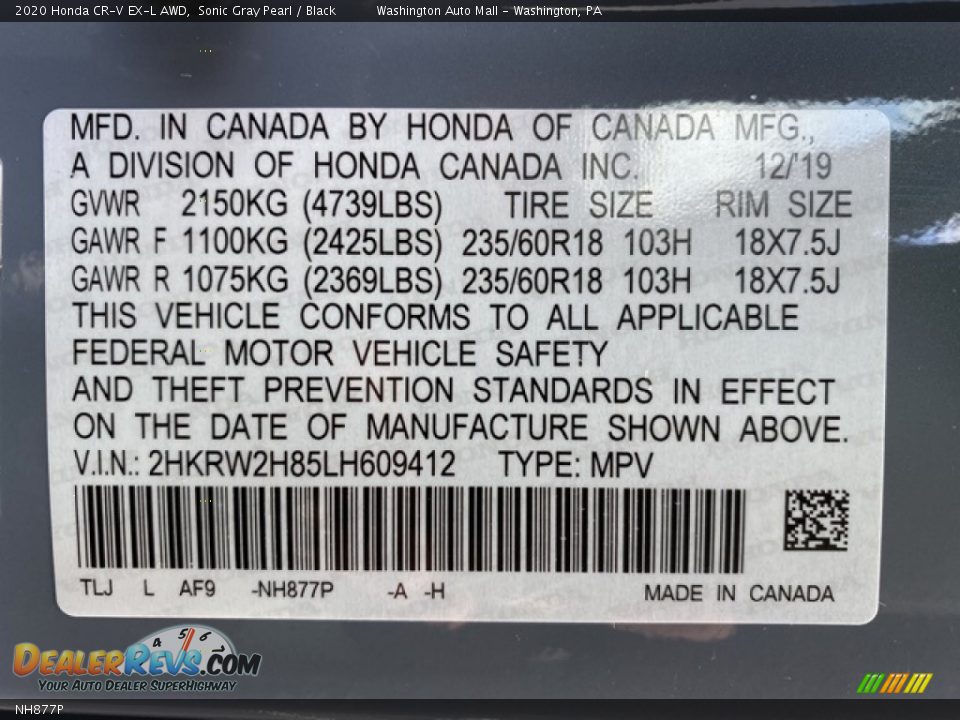 2020 Honda CR-V EX-L AWD, Sonic Gray Pearl / Black Washington Auto Mall - Washington, PA
MFD. IN CANADA BY HONDA OF CANADA MFG.,
A DIVISION OF HONDA CANADA INC. 12/'19
GVWR 2150KG (4739LBS) TIRE SIZE RIM SIZE
GAWR F 1100KG (2425LBS) 235/60R18 103H 18X7.5J
GAWR R 1075KG (2369LBS) 235/60R18 103H 18X7.5J
THIS VEHICLE CONFORMS TO ALL APPLICABLE
FEDERAL MOTOR VEHICLE SAFETY
AND THEFT PREVENTION STANDARDS IN EFFECT
ON THE DATE OF MANUFACTURE SHOWN ABOVE.
V.I.N.: 2HKRW2H85LH609412 TYPE: MPV
TLJ L AF9 -NH877P -A -H MADE IN CANADA
4 5 6
DEALERREVS.COM
YOUR AUTO DEALER SUPERHIGHWAY
NH877P